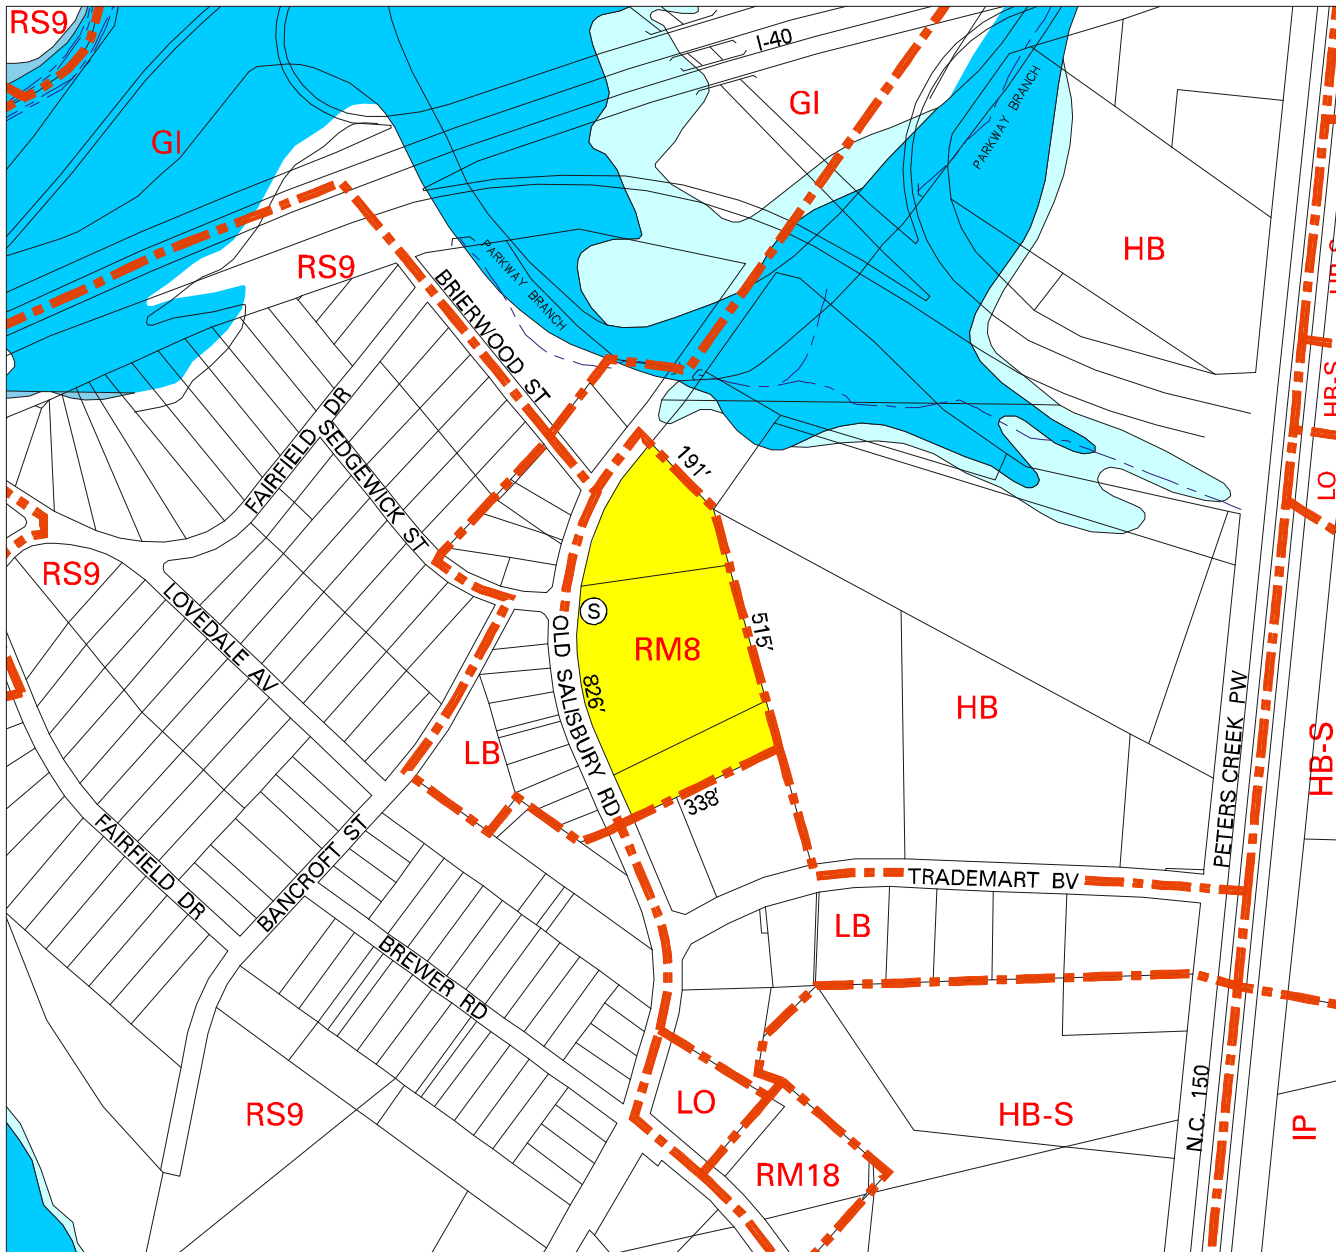 RS9
I-40
GI
GI
PARKWAY BRANCH
HB
RS9
BRIERWOOD ST
PARKWAY BRANCH
HB-S
FAIRFIELD DR
SEDGEWICK ST
191'
LO
RS9
LOVEDALE AV
S
OLD SALISBURY RD
RM8
515'
826'
HB
PETERS CREEK PW
HB-S
LB
338'
FAIRFIELD DR
BANCROFT ST
TRADEMART BV
LB
BREWER RD
N.C. 150
RS9
LO
HB-S
IP
RM18